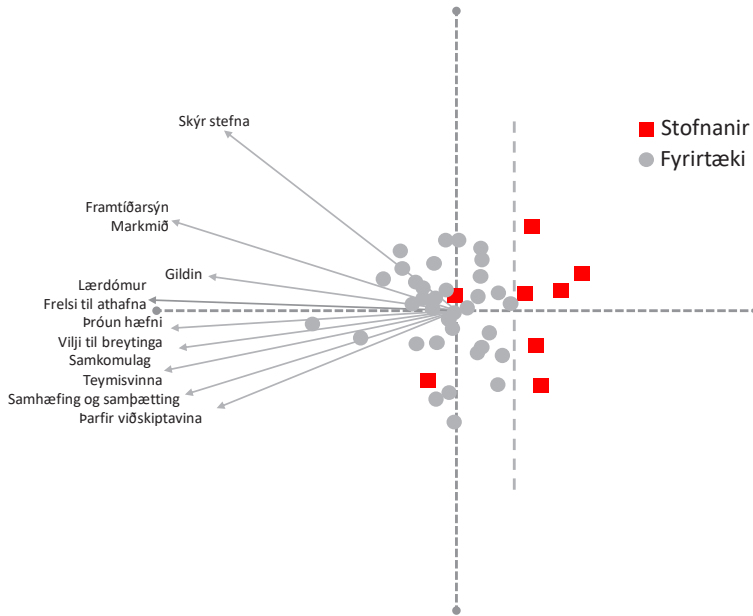 Skýr stefna
Stofnanir
Fyrirtæki
Framtíðarsýn
Markmið
Gildin
Lærdómur
Frelsi til athafna
Þróun hæfni
Vilji til breytinga
Samkomulag
Teymisvinna
Samhæfing og samþætting
Þarfir viðskiptavina